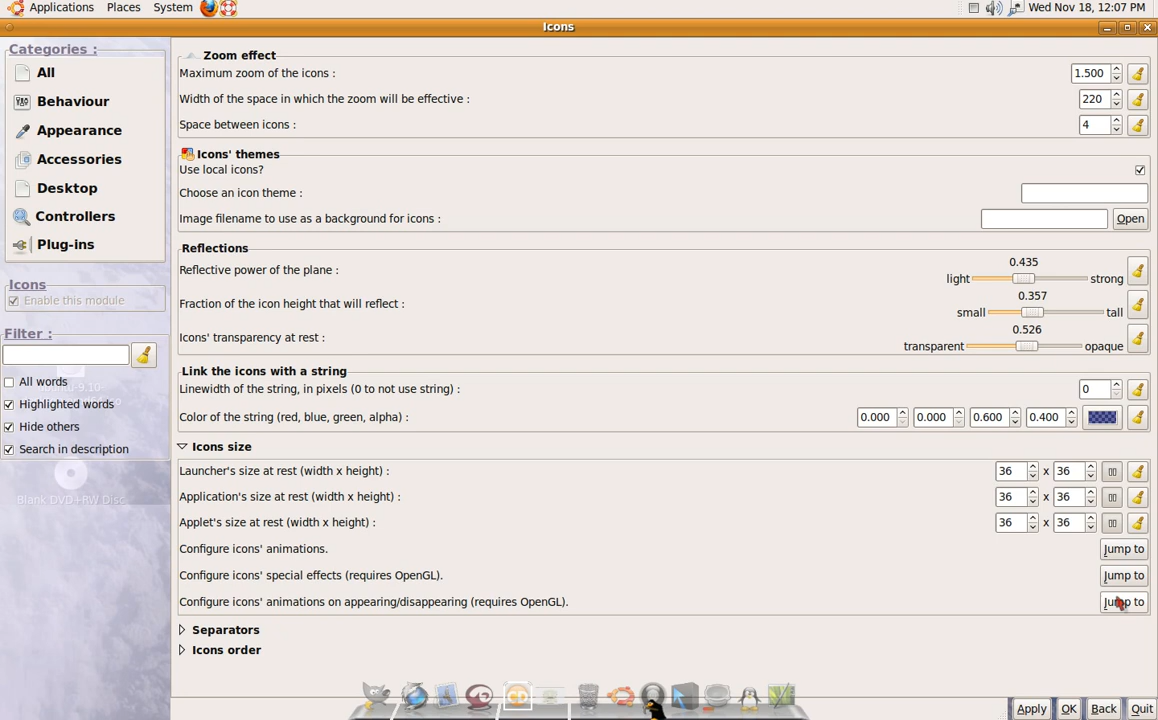 Applications Places System Wed Nov 18, 12:07 PM
Icons
Categories :
All
Behaviour
Appearance
Accessories
Desktop
Controllers
Plug-ins
Icons
Enable this module
Filter :
All words
Highlighted words
Hide others
Search in description
Blank DVD+RW Disc
Zoom effect
Maximum zoom of the icons : 1.500
Width of the space in which the zoom will be effective : 220
Space between icons : 4
Icons' themes
Use local icons?
Choose an icon theme :
Image filename to use as a background for icons : Open
Reflections
0.435
Reflective power of the plane : light strong
0.357
Fraction of the icon height that will reflect : small tall
0.526
Icons' transparency at rest : transparent opaque
Link the icons with a string
Linewidth of the string, in pixels (0 to not use string) : 0
Color of the string (red, blue, green, alpha) : 0.000 0.000 0.600 0.400
Icons size
Launcher's size at rest (width x height) : 36 x 36
Application's size at rest (width x height) : 36 x 36
Applet's size at rest (width x height) : 36 x 36
Configure icons' animations. Jump to
Configure icons' special effects (requires OpenGL). Jump to
Configure icons' animations on appearing/disappearing (requires OpenGL). Jump to
Separators
Icons order
Apply OK Back Quit